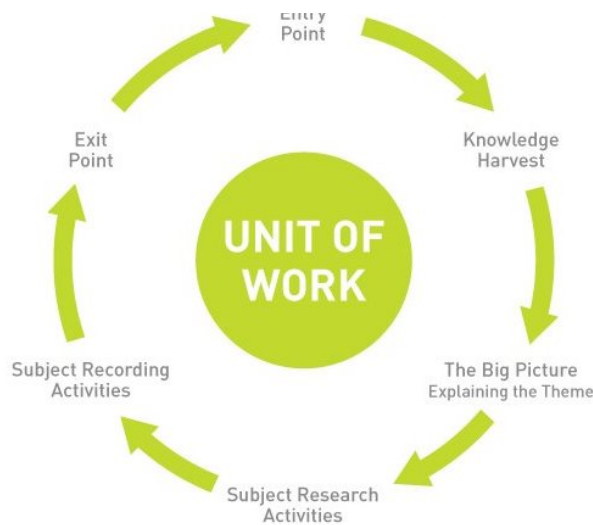 Entry
Point
Knowledge
Harvest
The Big Picture
Explaining the Theme
Subject Research
Activities
Subject Recording
Activities
Exit
Point
UNIT OF
WORK